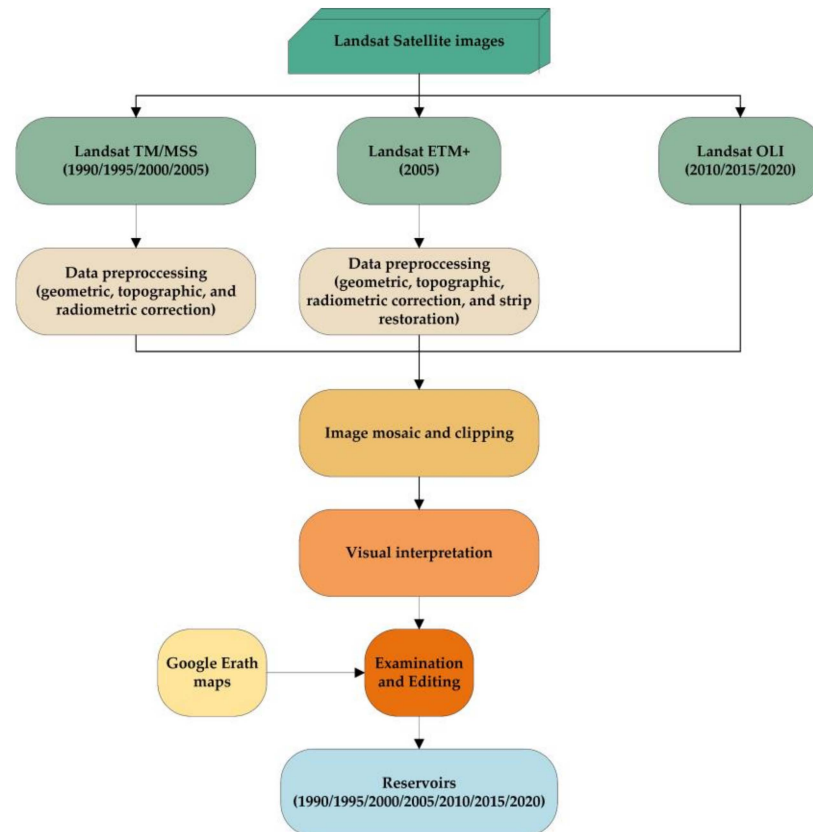 Landsat Satellite images
Landsat TM/MSS
(1990/1995/2000/2005)
Landsat ETM+
(2005)
Landsat OLI
(2010/2015/2020)
Data preproccessing
(geometric, topographic, and
radiometric correction)
Data preproccessing
(geometric, topographic,
radiometric correction, and strip
restoration)
Image mosaic and clipping
Visual interpretation
Google Erath
maps
Examination
and Editing
Reservoirs
(1990/1995/2000/2005/2010/2015/2020)